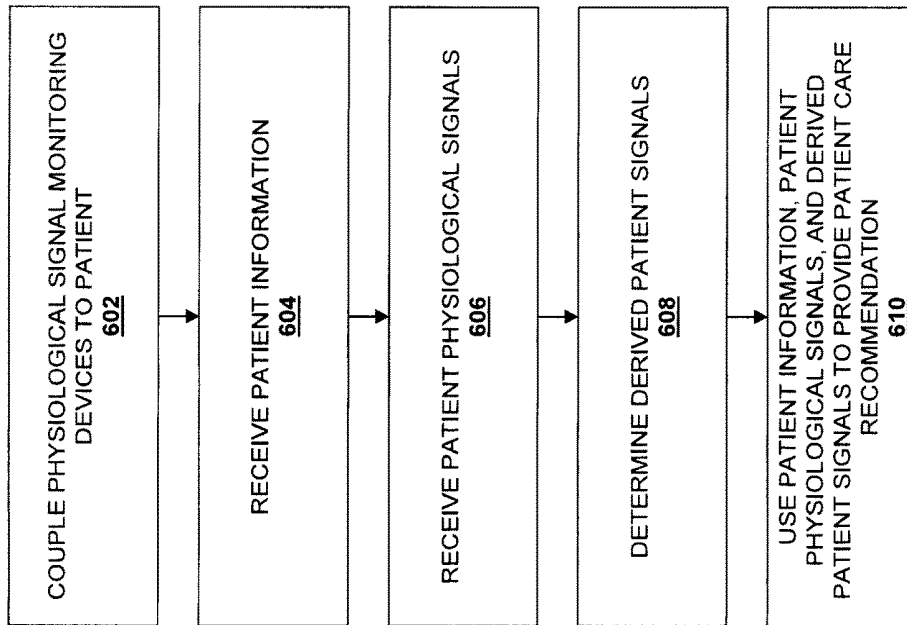 COUPLE PHYSIOLOGICAL SIGNAL MONITORING
DEVICES TO PATIENT
602
RECEIVE PATIENT INFORMATION
604
RECEIVE PATIENT PHYSIOLOGICAL SIGNALS
606
DETERMINE DERIVED PATIENT SIGNALS
608
USE PATIENT INFORMATION, PATIENT
PHYSIOLOGICAL SIGNALS, AND DERIVED
PATIENT SIGNALS TO PROVIDE PATIENT CARE
RECOMMENDATION
610